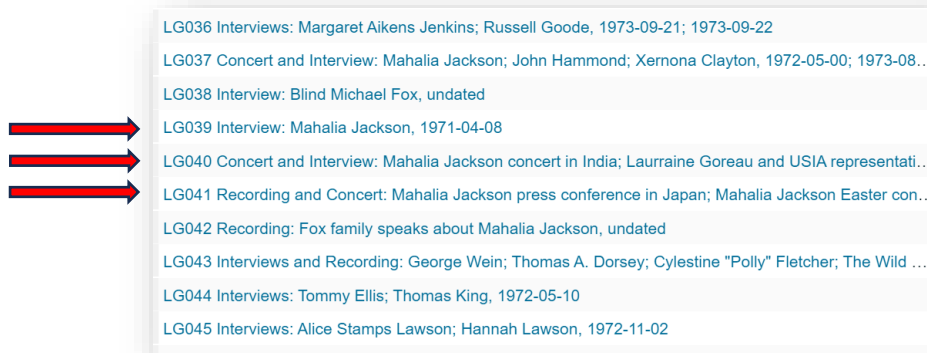 LG036 Interviews: Margaret Aikens Jenkins; Russell Goode, 1973-09-21; 1973-09-22
LG037 Concert and Interview: Mahalia Jackson; John Hammond; Xernona Clayton, 1972-05-00; 1973-08...
LG038 Interview: Blind Michael Fox, undated
LG039 Interview: Mahalia Jackson, 1971-04-08
LG040 Concert and Interview: Mahalia Jackson concert in India; Laurraine Goreau and USIA representati...
LG041 Recording and Concert: Mahalia Jackson press conference in Japan; Mahalia Jackson Easter con...
LG042 Recording: Fox family speaks about Mahalia Jackson, undated
LG043 Interviews and Recording: George Wein; Thomas A. Dorsey; Cylestine "Polly" Fletcher; The Wild ...
LG044 Interviews: Tommy Ellis; Thomas King, 1972-05-10
LG045 Interviews: Alice Stamps Lawson; Hannah Lawson, 1972-11-02